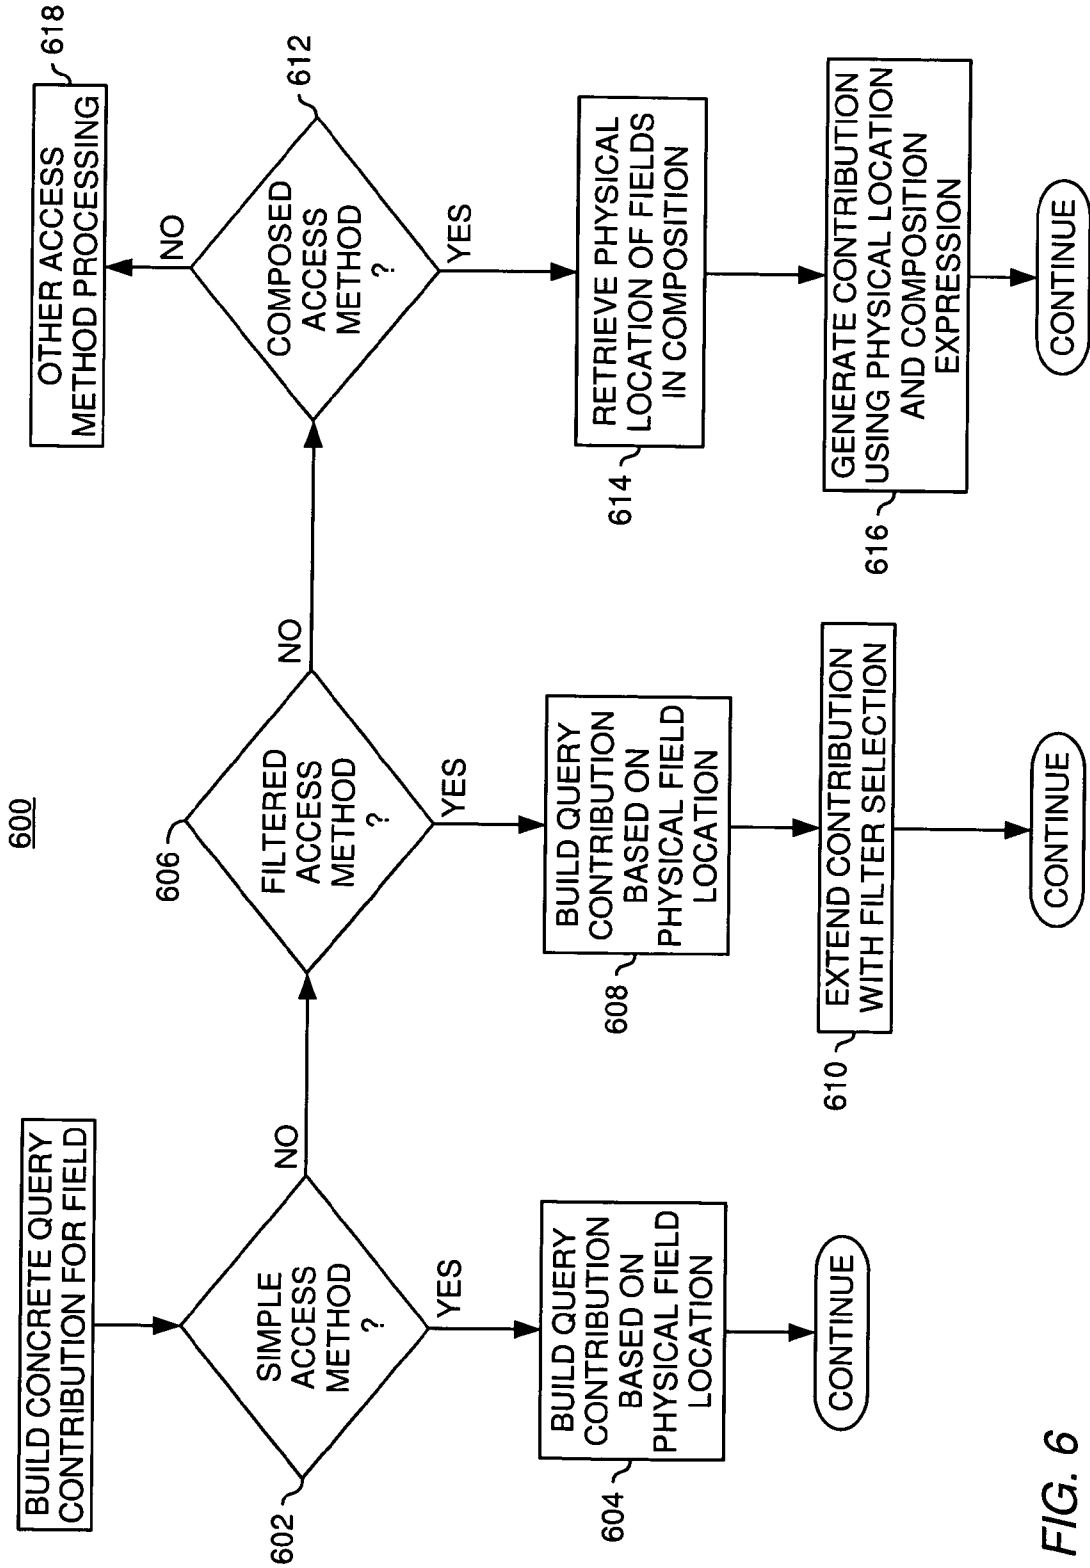 600
BUILD CONCRETE QUERY
CONTRIBUTION FOR FIELD
602
SIMPLE
ACCESS
METHOD
?
NO
YES
604
BUILD QUERY
CONTRIBUTION
BASED ON
PHYSICAL FIELD
LOCATION
CONTINUE
606
FILTERED
ACCESS
METHOD
?
NO
YES
608
BUILD QUERY
CONTRIBUTION
BASED ON
PHYSICAL FIELD
LOCATION
610
EXTEND CONTRIBUTION
WITH FILTER SELECTION
CONTINUE
618
OTHER ACCESS
METHOD PROCESSING
NO
612
COMPOSED
ACCESS
METHOD
?
YES
614
RETRIEVE PHYSICAL
LOCATION OF FIELDS
IN COMPOSITION
616
GENERATE CONTRIBUTION
USING PHYSICAL LOCATION
AND COMPOSITION
EXPRESSION
CONTINUE
FIG. 6